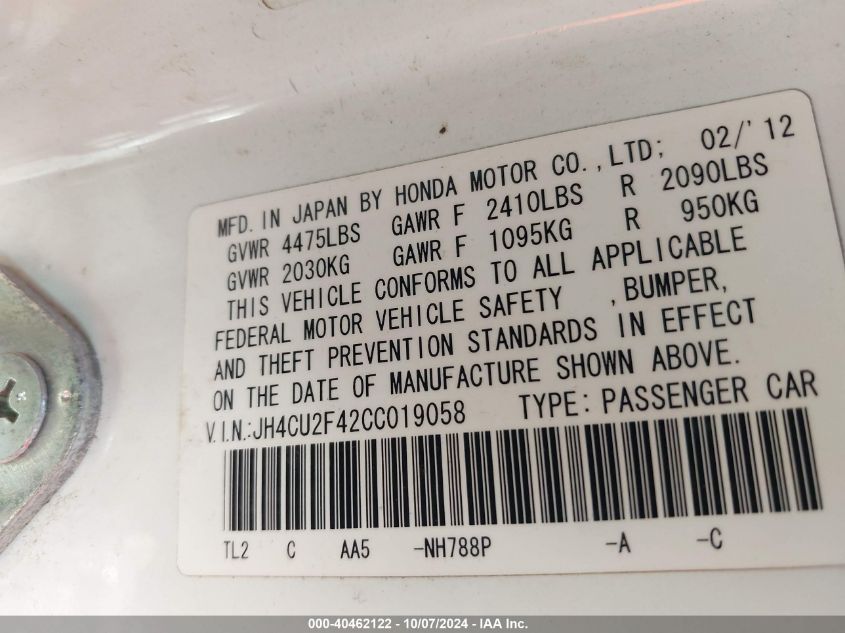 MFD. IN JAPAN BY HONDA MOTOR CO.,LTD; 02/'12
GVWR 4475LBS GAWR F 2410LBS R 2090LBS
GVWR 2030KG GAWR F 1095KG R 950KG
THIS VEHICLE CONFORMS TO ALL APPLICABLE
FEDERAL MOTOR VEHICLE SAFETY ,BUMPER,
AND THEFT PREVENTION STANDARDS IN EFFECT
ON THE DATE OF MANUFACTURE SHOWN ABOVE.
V.I.N.:JH4CU2F42CC019058 TYPE: PASSENGER CAR
TL2 C AA5 -NH788P -A -C
000-40462122 - 10/07/2024 - IAA Inc.